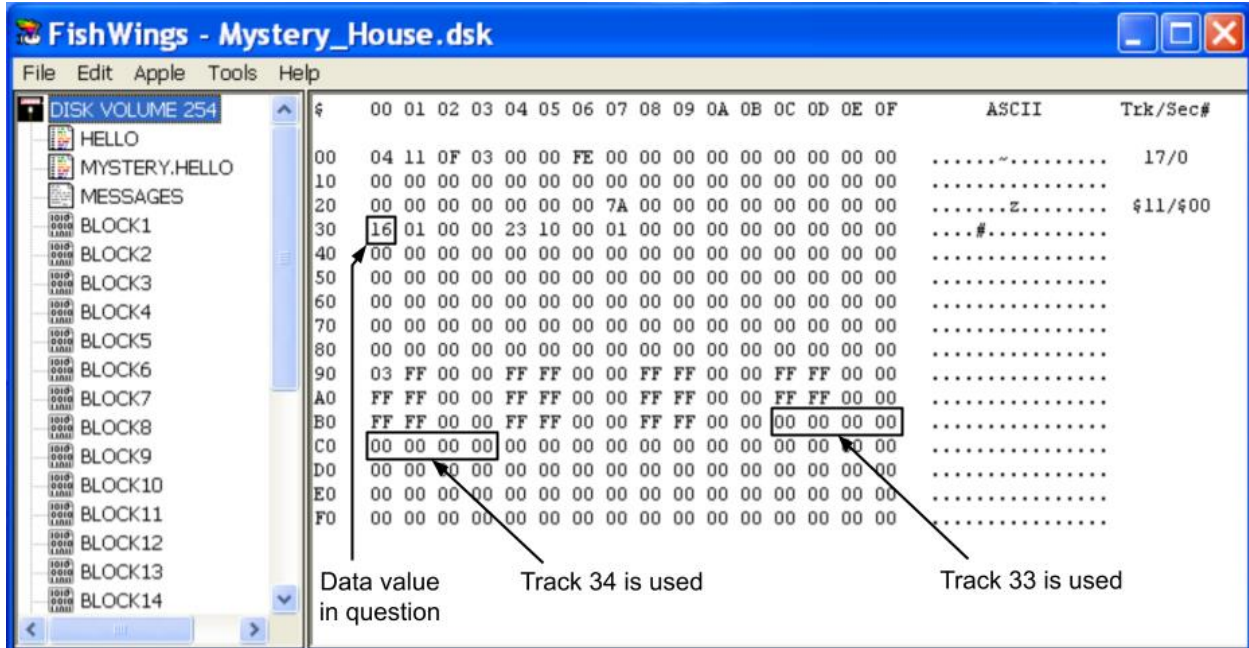 FishWings - Mystery_House.dsk
File Edit Apple Tools Help
DISK VOLUME 254
HELLO
MYSTERY.HELLO
MESSAGES
BLOCK1
BLOCK2
BLOCK3
BLOCK4
BLOCK5
BLOCK6
BLOCK7
BLOCK8
BLOCK9
BLOCK10
BLOCK11
BLOCK12
BLOCK13
BLOCK14
$ 00 01 02 03 04 05 06 07 08 09 0A 0B 0C 0D 0E 0F ASCII Trk/Sec#
00 04 11 0F 03 00 00 FE 00 00 00 00 00 00 00 00 00 ......~......... 17/0
10 00 00 00 00 00 00 00 00 00 00 00 00 00 00 00 00 ................
20 00 00 00 00 00 00 00 7A 00 00 00 00 00 00 00 00 .......z........ $11/$00
30 16 01 00 00 23 10 00 01 00 00 00 00 00 00 00 00 ....#...........
40 00 00 00 00 00 00 00 00 00 00 00 00 00 00 00 00 ................
50 00 00 00 00 00 00 00 00 00 00 00 00 00 00 00 00 ................
60 00 00 00 00 00 00 00 00 00 00 00 00 00 00 00 00 ................
70 00 00 00 00 00 00 00 00 00 00 00 00 00 00 00 00 ................
80 00 00 00 00 00 00 00 00 00 00 00 00 00 00 00 00 ................
90 03 FF 00 00 FF FF 00 00 FF FF 00 00 FF FF 00 00 ................
A0 FF FF 00 00 FF FF 00 00 FF FF 00 00 FF FF 00 00 ................
B0 FF FF 00 00 FF FF 00 00 FF FF 00 00 00 00 00 00 ................
C0 00 00 00 00 00 00 00 00 00 00 00 00 00 00 00 00 ................
D0 00 00 00 00 00 00 00 00 00 00 00 00 00 00 00 00 ................
E0 00 00 00 00 00 00 00 00 00 00 00 00 00 00 00 00 ................
F0 00 00 00 00 00 00 00 00 00 00 00 00 00 00 00 00 ................
Data value
in question
Track 34 is used
Track 33 is used